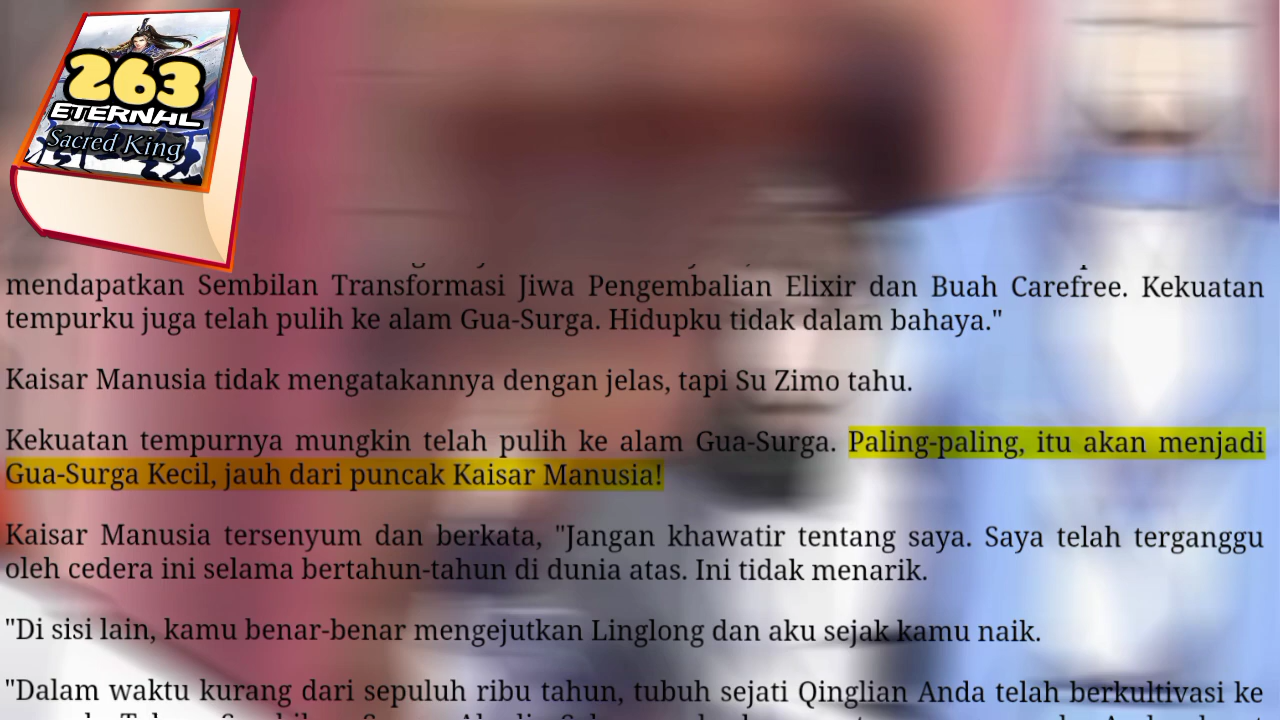 263
ETERNAL
Sacred King
mendapatkan Sembilan Transformasi Jiwa Pengembalian Elixir dan Buah Carefree. Kekuatan
tempurku juga telah pulih ke alam Gua-Surga. Hidupku tidak dalam bahaya."
Kaisar Manusia tidak mengatakannya dengan jelas, tapi Su Zimo tahu.
Kekuatan tempurnya mungkin telah pulih ke alam Gua-Surga. Paling-paling, itu akan menjadi
Gua-Surga Kecil, jauh dari puncak Kaisar Manusia!
Kaisar Manusia tersenyum dan berkata, "Jangan khawatir tentang saya. Saya telah terganggu
oleh cedera ini selama bertahun-tahun di dunia atas. Ini tidak menarik.
"Di sisi lain, kamu benar-benar mengejutkan Linglong dan aku sejak kamu naik.
"Dalam waktu kurang dari sepuluh ribu tahun, tubuh sejati Qinglian Anda telah berkultivasi ke